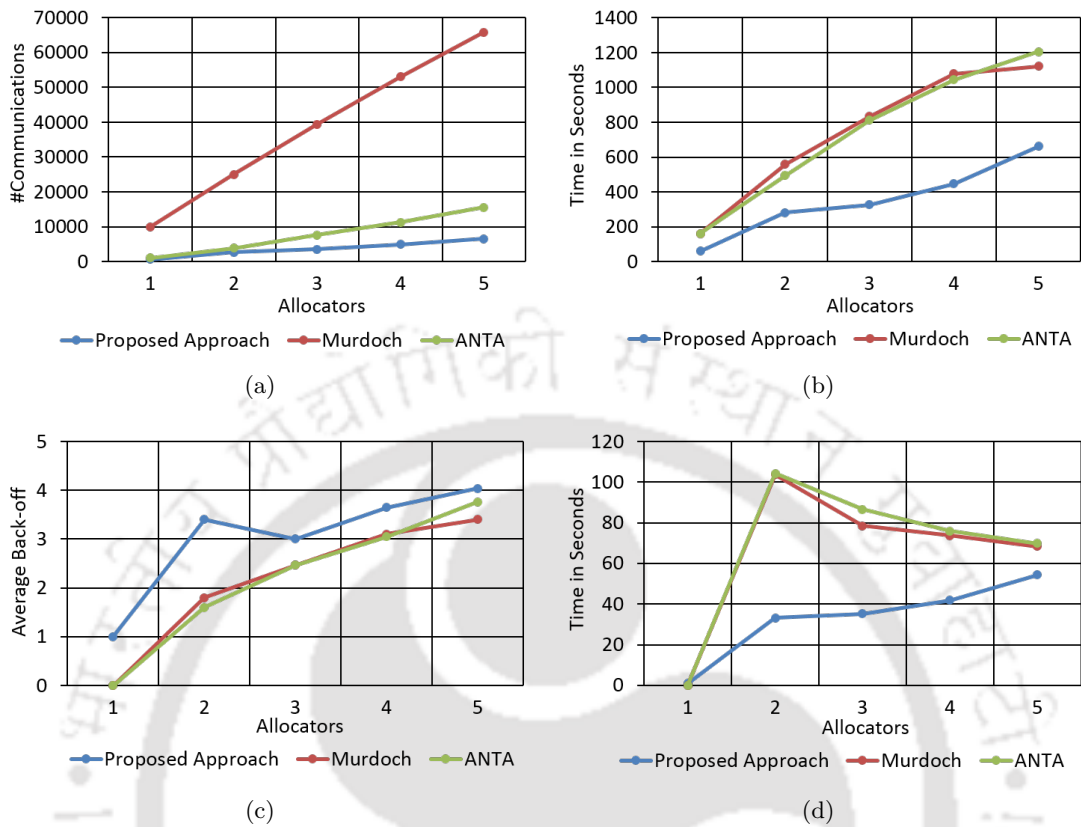 70000
60000
50000
40000
30000
20000
10000
0
#Communications
1 2 3 4 5
Allocators
Proposed Approach Murdoch ANTA
(a)
1400
1200
1000
800
600
400
200
0
Time in Seconds
1 2 3 4 5
Allocators
Proposed Approach Murdoch ANTA
(b)
5
4
3
2
1
0
Average Back-off
1 2 3 4 5
Allocators
Proposed Approach Murdoch ANTA
(c)
120
100
80
60
40
20
0
Time in Seconds
1 2 3 4 5
Allocators
Proposed Approach Murdoch ANTA
(d)